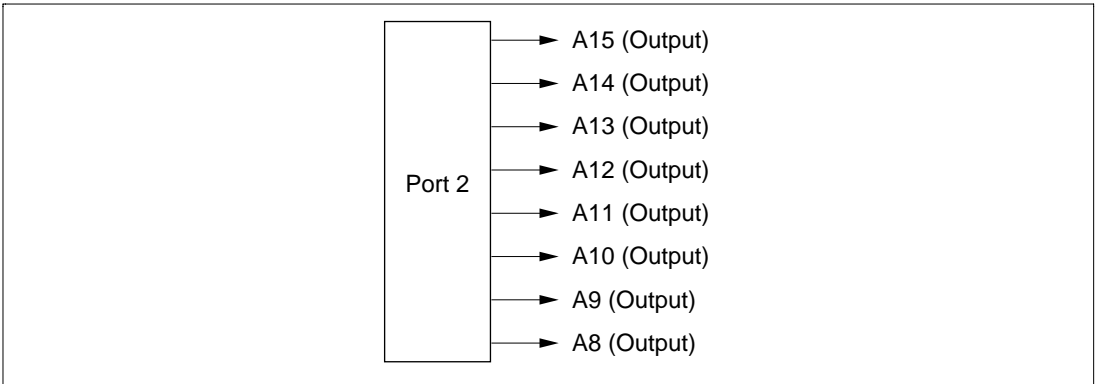 A15 (Output)
A14 (Output)
A13 (Output)
A12 (Output)
Port 2
A11 (Output)
A10 (Output)
A9 (Output)
A8 (Output)